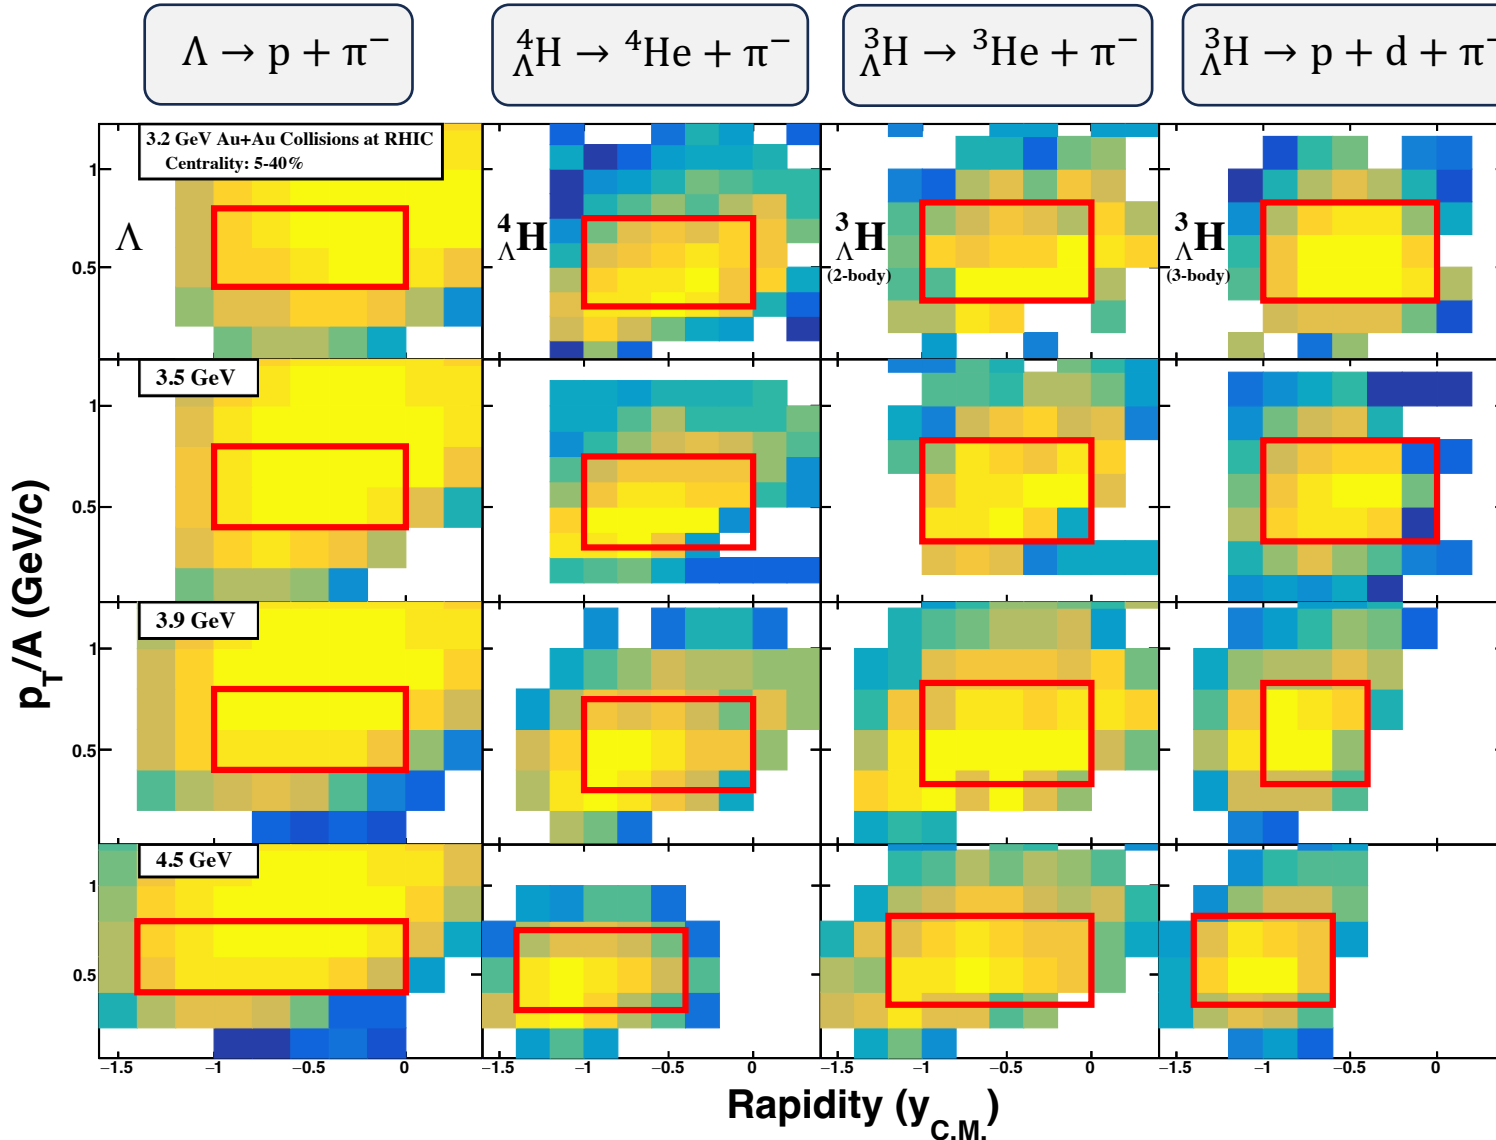 Λ → p + π⁻
⁴ΛH → ⁴He + π⁻
³ΛH → ³He + π⁻
³ΛH → p + d + π⁻
3.2 GeV Au+Au Collisions at RHIC
Centrality: 5-40%
Λ
⁴ΛH
³ΛH
(2-body)
³ΛH
(3-body)
1
0.5
3.5 GeV
1
0.5
3.9 GeV
1
0.5
4.5 GeV
1
0.5
pT/A (GeV/c)
−1.5 −1 −0.5 0 −1.5 −1 −0.5 0 −1.5 −1 −0.5 0 −1.5 −1 −0.5 0
Rapidity (yC.M.)